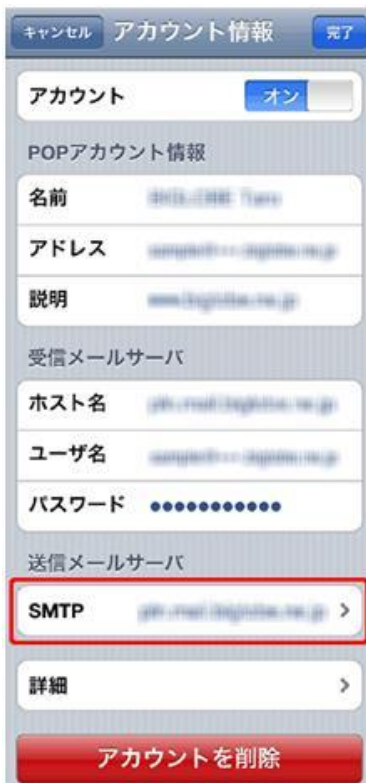 キャンセル アカウント情報 完了
アカウント オン
POPアカウント情報
名前
アドレス
説明
受信メールサーバ
ホスト名
ユーザ名
パスワード ●●●●●●●●●●●
送信メールサーバ
SMTP
詳細
アカウントを削除